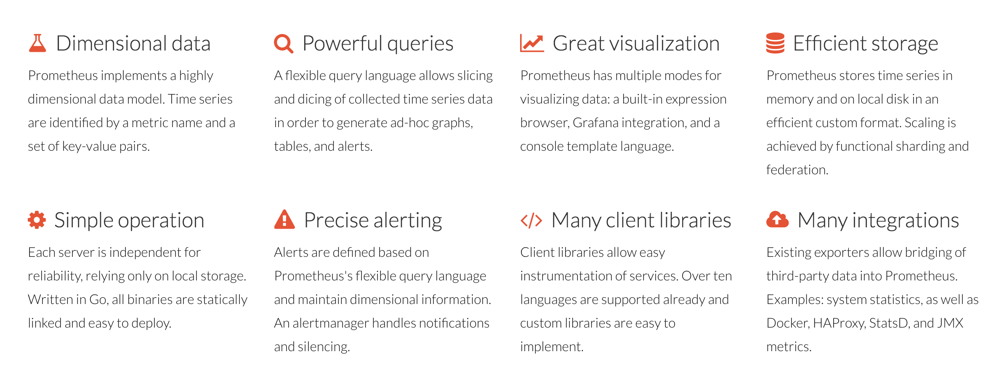 Dimensional data
Prometheus implements a highly
dimensional data model. Time series
are identified by a metric name and a
set of key-value pairs.
Powerful queries
A flexible query language allows slicing
and dicing of collected time series data
in order to generate ad-hoc graphs,
tables, and alerts.
Great visualization
Prometheus has multiple modes for
visualizing data: a built-in expression
browser, Grafana integration, and a
console template language.
Efficient storage
Prometheus stores time series in
memory and on local disk in an
efficient custom format. Scaling is
achieved by functional sharding and
federation.
Simple operation
Each server is independent for
reliability, relying only on local storage.
Written in Go, all binaries are statically
linked and easy to deploy.
Precise alerting
Alerts are defined based on
Prometheus's flexible query language
and maintain dimensional information.
An alertmanager handles notifications
and silencing.
Many client libraries
Client libraries allow easy
instrumentation of services. Over ten
languages are supported already and
custom libraries are easy to
implement.
Many integrations
Existing exporters allow bridging of
third-party data into Prometheus.
Examples: system statistics, as well as
Docker, HAProxy, StatsD, and JMX
metrics.